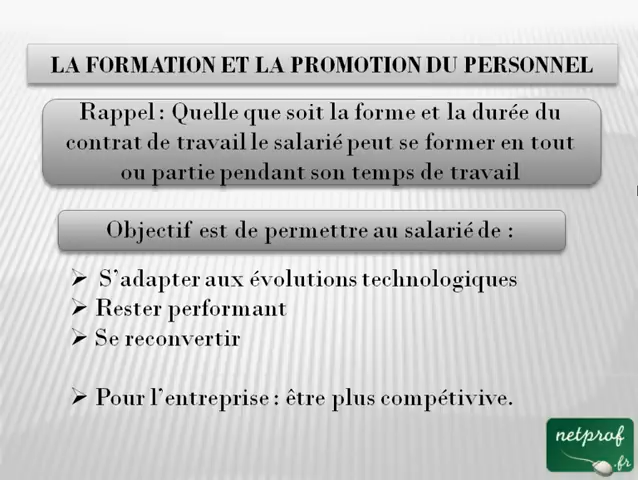 LA FORMATION ET LA PROMOTION DU PERSONNEL
Rappel : Quelle que soit la forme et la durée du
contrat de travail le salarié peut se former en tout
ou partie pendant son temps de travail
Objectif est de permettre au salarié de :
➢ S'adapter aux évolutions technologiques
➢ Rester performant
➢ Se reconvertir
➢ Pour l'entreprise : être plus compétivive.
netprof
.fr